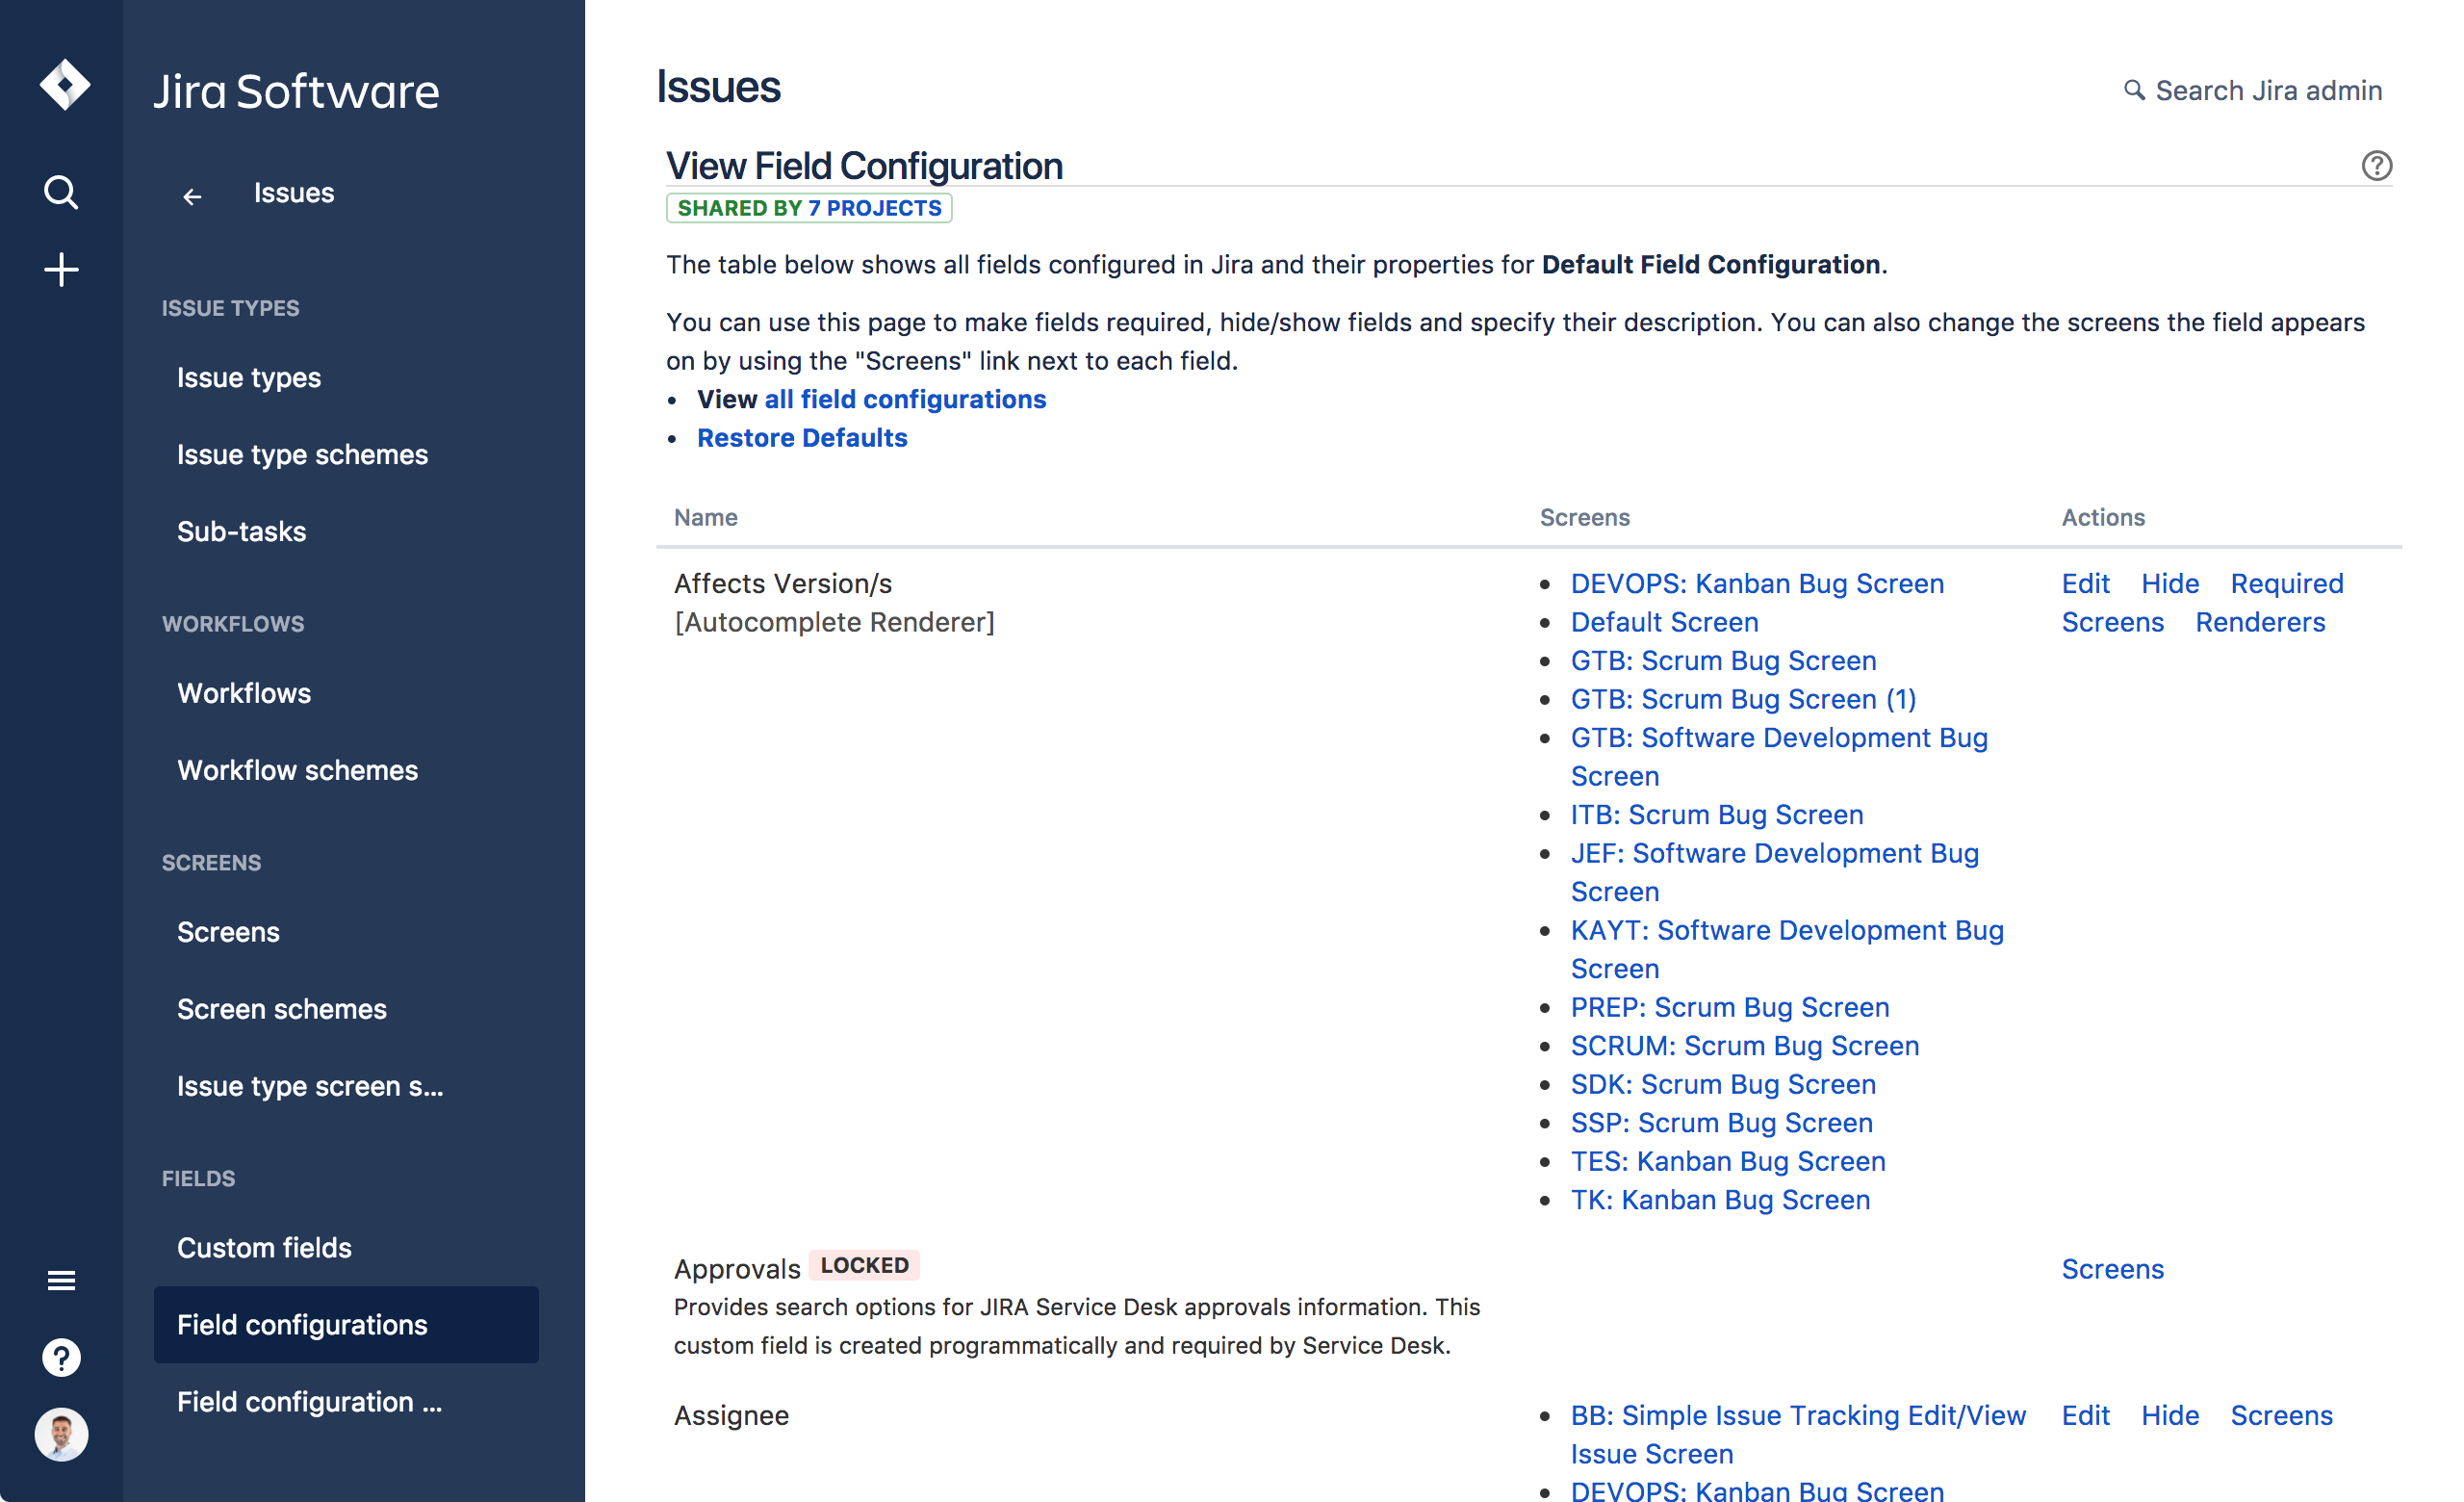 Jira Software
Issues
ISSUE TYPES
Issue types
Issue type schemes
Sub-tasks
WORKFLOWS
Workflows
Workflow schemes
SCREENS
Screens
Screen schemes
Issue type screen s...
FIELDS
Custom fields
Field configurations
Field configuration ...
?
Issues
Search Jira admin
View Field Configuration
?
SHARED BY 7 PROJECTS
The table below shows all fields configured in Jira and their properties for Default Field Configuration.
You can use this page to make fields required, hide/show fields and specify their description. You can also change the screens the field appears
on by using the "Screens" link next to each field.
• View all field configurations
• Restore Defaults
Name Screens Actions
Affects Version/s
[Autocomplete Renderer]
• DEVOPS: Kanban Bug Screen
• Default Screen
• GTB: Scrum Bug Screen
• GTB: Scrum Bug Screen (1)
• GTB: Software Development Bug
Screen
• ITB: Scrum Bug Screen
• JEF: Software Development Bug
Screen
• KAYT: Software Development Bug
Screen
• PREP: Scrum Bug Screen
• SCRUM: Scrum Bug Screen
• SDK: Scrum Bug Screen
• SSP: Scrum Bug Screen
• TES: Kanban Bug Screen
• TK: Kanban Bug Screen
Edit Hide Required
Screens Renderers
Approvals LOCKED
Provides search options for JIRA Service Desk approvals information. This
custom field is created programmatically and required by Service Desk.
Screens
Assignee
• BB: Simple Issue Tracking Edit/View
Issue Screen
• DEVOPS: Kanban Bug Screen
Edit Hide Screens